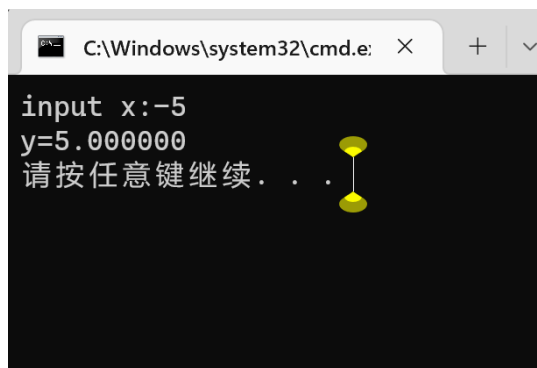 C:\Windows\system32\cmd.e
input x:-5
y=5.000000
请按任意键继续. . .